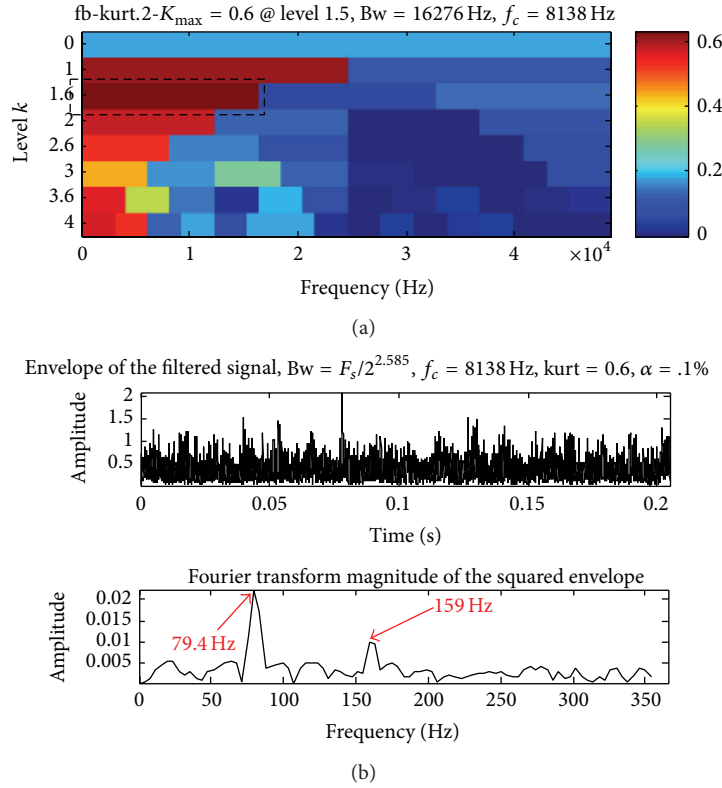 fb-kurt.2-K_max = 0.6 @ level 1.5, Bw = 16276 Hz, f_c = 8138 Hz
Level k
0
1
1.6
2
2.6
3
3.6
4
0 1 2 3 4 ×10^4
Frequency (Hz)
0.6
0.4
0.2
0
(a)
Envelope of the filtered signal, Bw = F_s/2^2.585, f_c = 8138 Hz, kurt = 0.6, α = .1%
Amplitude
2
1.5
1
0.5
0 0.05 0.1 0.15 0.2
Time (s)
Fourier transform magnitude of the squared envelope
Amplitude
0.02
0.015
0.01
0.005
79.4 Hz
159 Hz
0 50 100 150 200 250 300 350
Frequency (Hz)
(b)